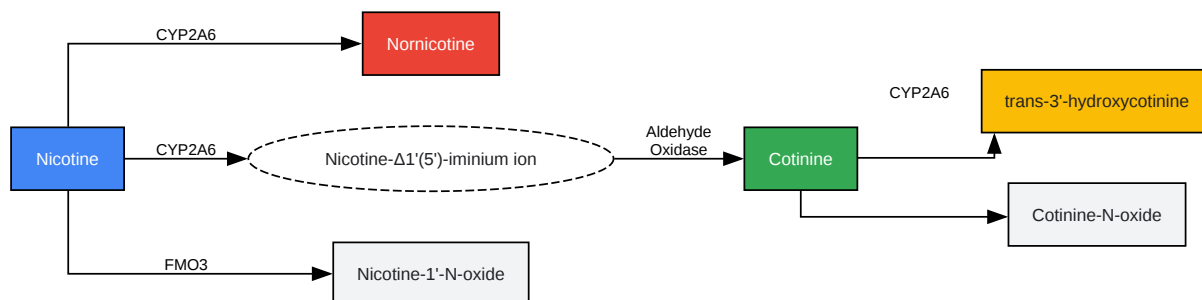 CYP2A6
Nornicotine
CYP2A6
trans-3'-hydroxycotinine
Nicotine
CYP2A6
Nicotine-Δ1'(5')-iminium ion
Aldehyde
Oxidase
Cotinine
Cotinine-N-oxide
FMO3
Nicotine-1'-N-oxide